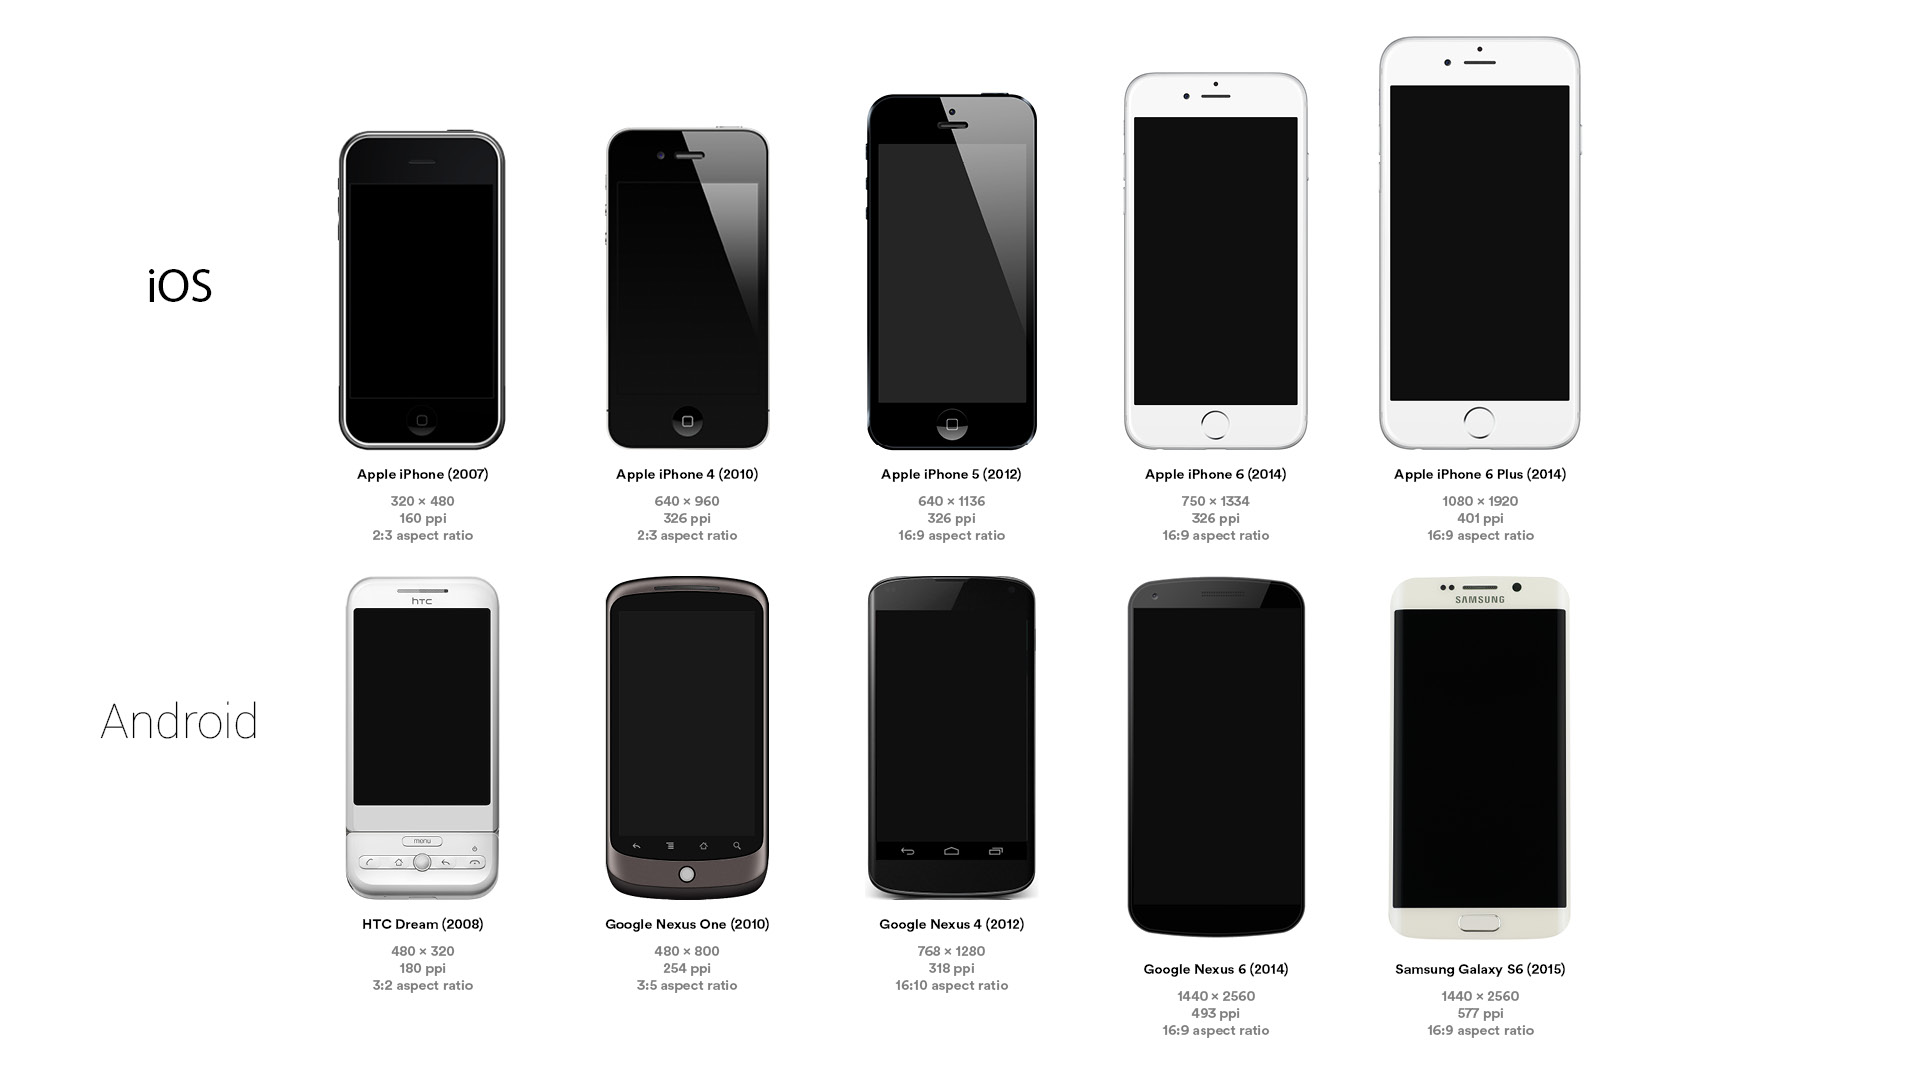 iOS
Apple iPhone (2007)
320 × 480
160 ppi
2:3 aspect ratio
Apple iPhone 4 (2010)
640 × 960
326 ppi
2:3 aspect ratio
Apple iPhone 5 (2012)
640 × 1136
326 ppi
16:9 aspect ratio
Apple iPhone 6 (2014)
750 × 1334
326 ppi
16:9 aspect ratio
Apple iPhone 6 Plus (2014)
1080 × 1920
401 ppi
16:9 aspect ratio
Android
hTC
menu
HTC Dream (2008)
480 × 320
180 ppi
3:2 aspect ratio
Google Nexus One (2010)
480 × 800
254 ppi
3:5 aspect ratio
Google Nexus 4 (2012)
768 × 1280
318 ppi
16:10 aspect ratio
Google Nexus 6 (2014)
1440 × 2560
493 ppi
16:9 aspect ratio
SAMSUNG
Samsung Galaxy S6 (2015)
1440 × 2560
577 ppi
16:9 aspect ratio